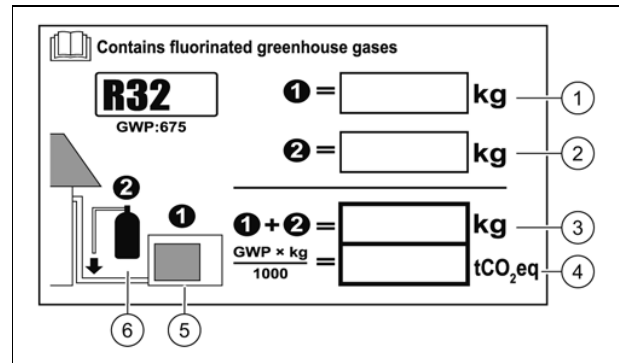 Contains fluorinated greenhouse gases
R32
GWP:675
❶ = kg ①
❷ = kg ②
❶+❷ = kg ③
GWP × kg
1000
= tCO₂eq ④
❷
❶
⑥
⑤